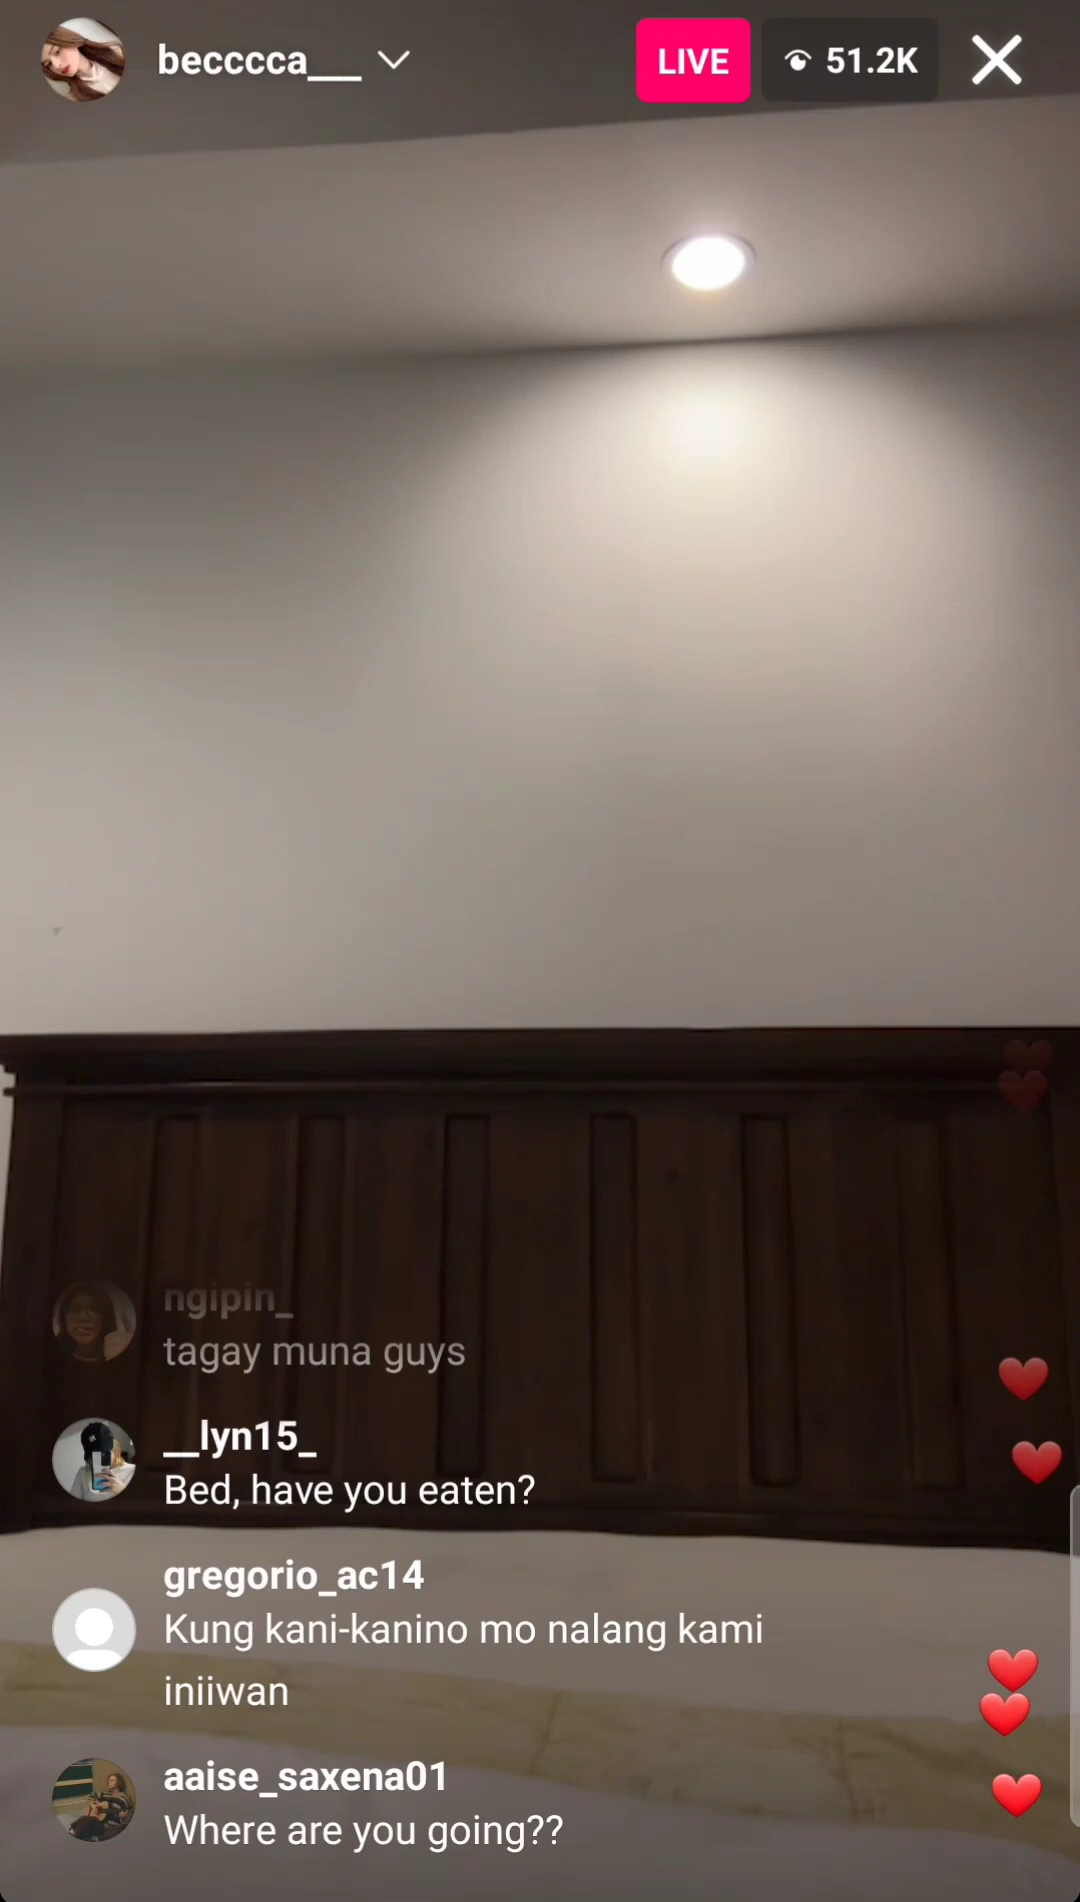 becccca___
LIVE
51.2K
ngipin_
tagay muna guys
__lyn15_
Bed, have you eaten?
gregorio_ac14
Kung kani-kanino mo nalang kami
iniiwan
aaise_saxena01
Where are you going??